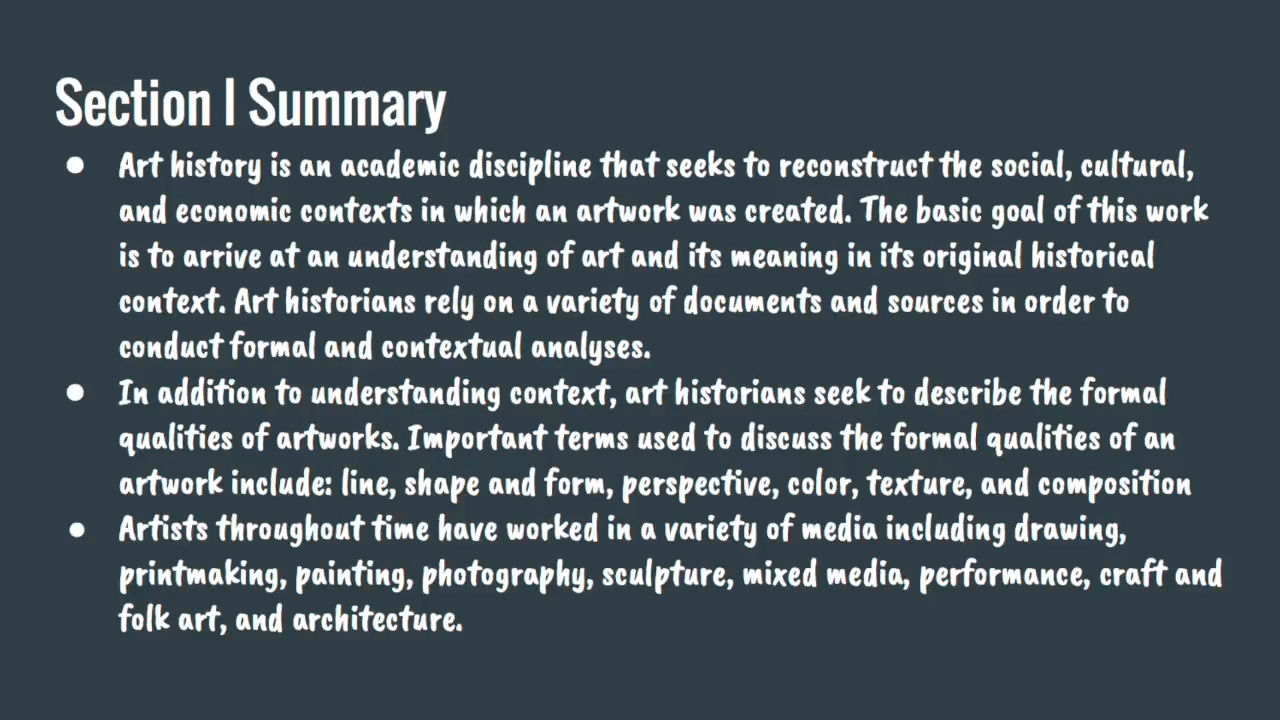 Section I Summary
● Art history is an academic discipline that seeks to reconstruct the social, cultural,
and economic contexts in which an artwork was created. The basic goal of this work
is to arrive at an understanding of art and its meaning in its original historical
context. Art historians rely on a variety of documents and sources in order to
conduct formal and contextual analyses.
● In addition to understanding context, art historians seek to describe the formal
qualities of artworks. Important terms used to discuss the formal qualities of an
artwork include: line, shape and form, perspective, color, texture, and composition
● Artists throughout time have worked in a variety of media including drawing,
printmaking, painting, photography, sculpture, mixed media, performance, craft and
folk art, and architecture.